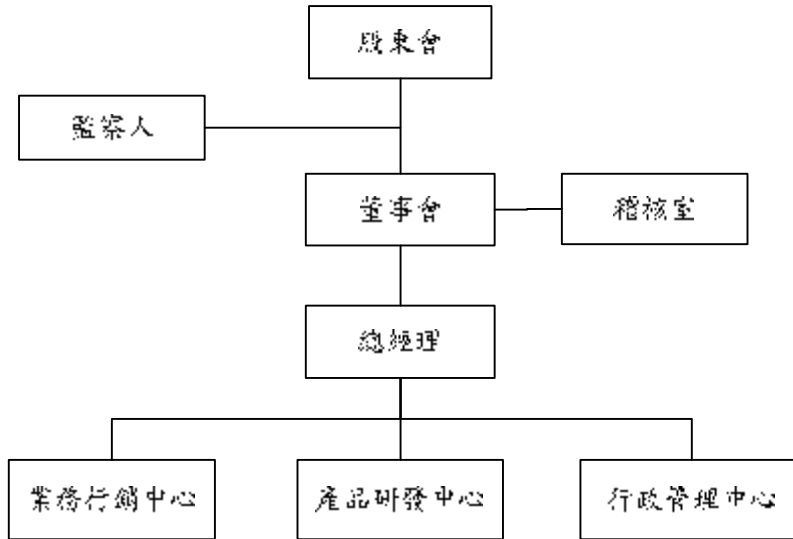 股東會
監察人
董事會
稽核室
總經理
業務行銷中心
產品研發中心
行政管理中心